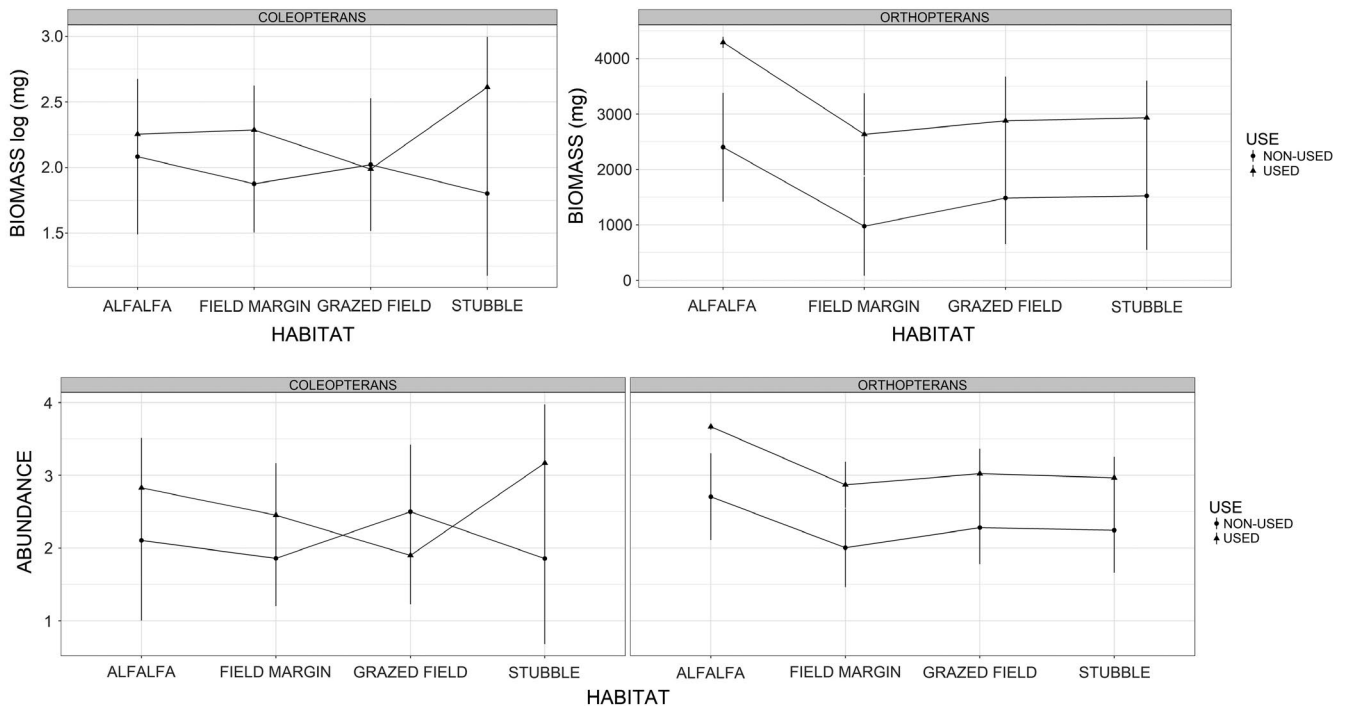 COLEOPTERANS
BIOMASS log (mg)
3.0
2.5
2.0
1.5
ALFALFA FIELD MARGIN GRAZED FIELD STUBBLE
HABITAT
ORTHOPTERANS
BIOMASS (mg)
4000
3000
2000
1000
0
ALFALFA FIELD MARGIN GRAZED FIELD STUBBLE
HABITAT
USE
NON-USED
USED
COLEOPTERANS
ORTHOPTERANS
ABUNDANCE
4
3
2
1
ALFALFA FIELD MARGIN GRAZED FIELD STUBBLE
ALFALFA FIELD MARGIN GRAZED FIELD STUBBLE
HABITAT
USE
NON-USED
USED